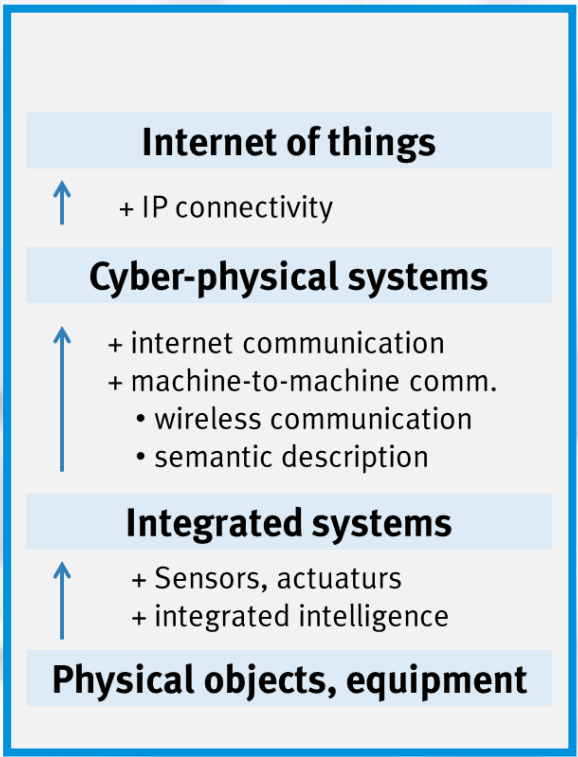 Internet of things
+ IP connectivity
Cyber-physical systems
+ internet communication
+ machine-to-machine comm.
• wireless communication
• semantic description
Integrated systems
+ Sensors, actuaturs
+ integrated intelligence
Physical objects, equipment